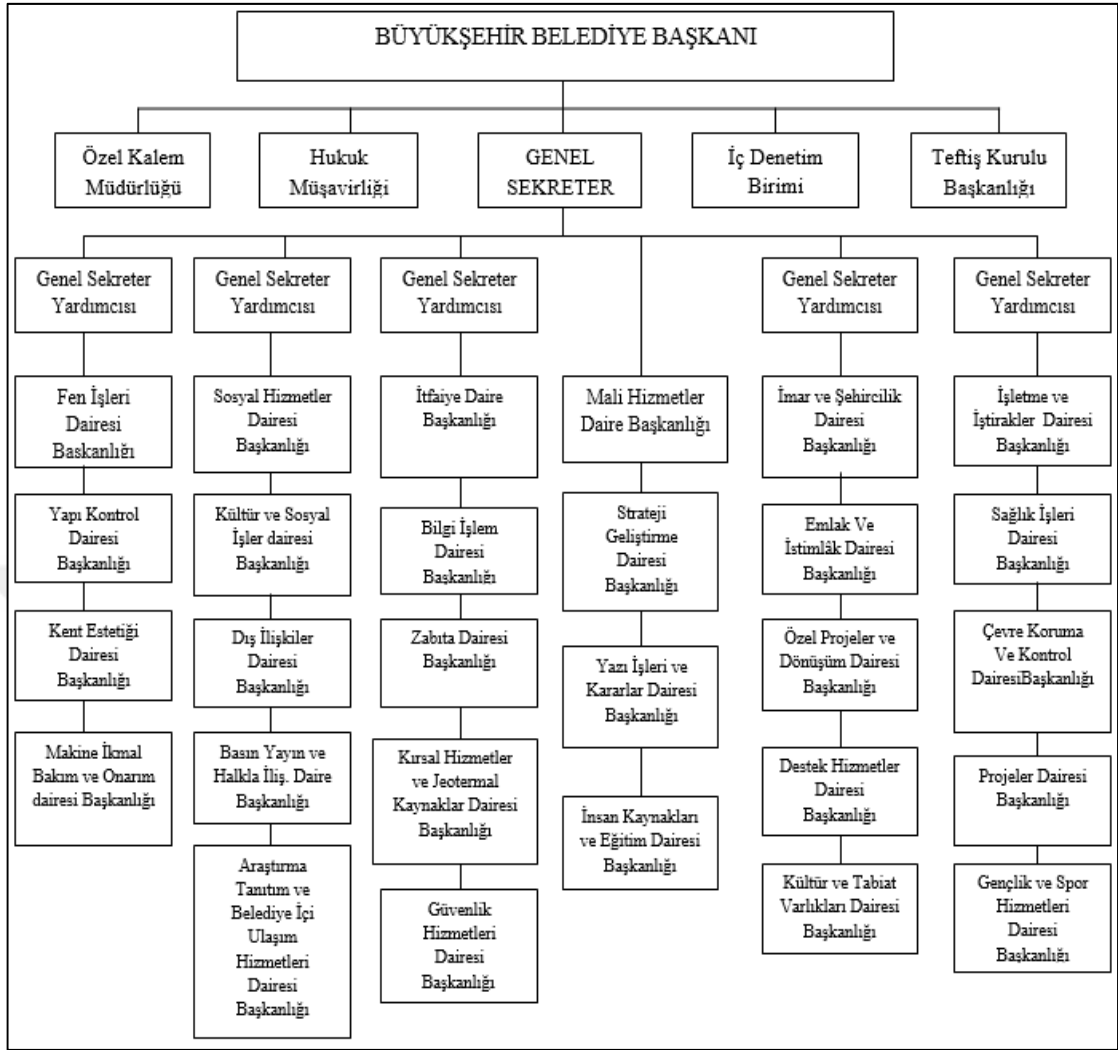 BÜYÜKŞEHİR BELEDİYE BAŞKANI
Özel Kalem
Müdürlüğü
Hukuk
Müşavirliği
GENEL
SEKRETER
İç Denetim
Birimi
Teftiş Kurulu
Başkanlığı
Genel Sekreter
Yardımcısı
Genel Sekreter
Yardımcısı
Genel Sekreter
Yardımcısı
Genel Sekreter
Yardımcısı
Genel Sekreter
Yardımcısı
Fen İşleri
Dairesi
Baskanlığı
Sosyal Hizmetler
Dairesi
Başkanlığı
İtfaiye Daire
Başkanlığı
Mali Hizmetler
Daire Başkanlığı
İmar ve Şehircilik
Dairesi
Başkanlığı
İşletme ve
İştirakler Dairesi
Başkanlığı
Yapı Kontrol
Dairesi
Başkanlığı
Kültür ve Sosyal
İşler dairesi
Başkanlığı
Bilgi İşlem
Dairesi
Başkanlığı
Strateji
Geliştirme
Dairesi
Başkanlığı
Emlak Ve
İstimlâk Dairesi
Başkanlığı
Sağlık İşleri
Dairesi
Başkanlığı
Kent Estetiği
Dairesi
Başkanlığı
Dış İlişkiler
Dairesi
Başkanlığı
Zabıta Dairesi
Başkanlığı
Yazı İşleri ve
Kararlar Dairesi
Başkanlığı
Özel Projeler ve
Dönüşüm Dairesi
Başkanlığı
Çevre Koruma
Ve Kontrol
DairesiBaşkanlığı
Makine İkmal
Bakım ve Onarım
dairesi Başkanlığı
Basın Yayın ve
Halkla İliş. Daire
Başkanlığı
Kırsal Hizmetler
ve Jeotermal
Kaynaklar Dairesi
Başkanlığı
İnsan Kaynakları
ve Eğitim Dairesi
Başkanlığı
Destek Hizmetler
Dairesi
Başkanlığı
Projeler Dairesi
Başkanlığı
Araştırma
Tanıtım ve
Belediye İçi
Ulaşım
Hizmetleri
Dairesi
Başkanlığı
Güvenlik
Hizmetleri
Dairesi
Başkanlığı
Kültür ve Tabiat
Varlıkları Dairesi
Başkanlığı
Gençlik ve Spor
Hizmetleri
Dairesi
Başkanlığı